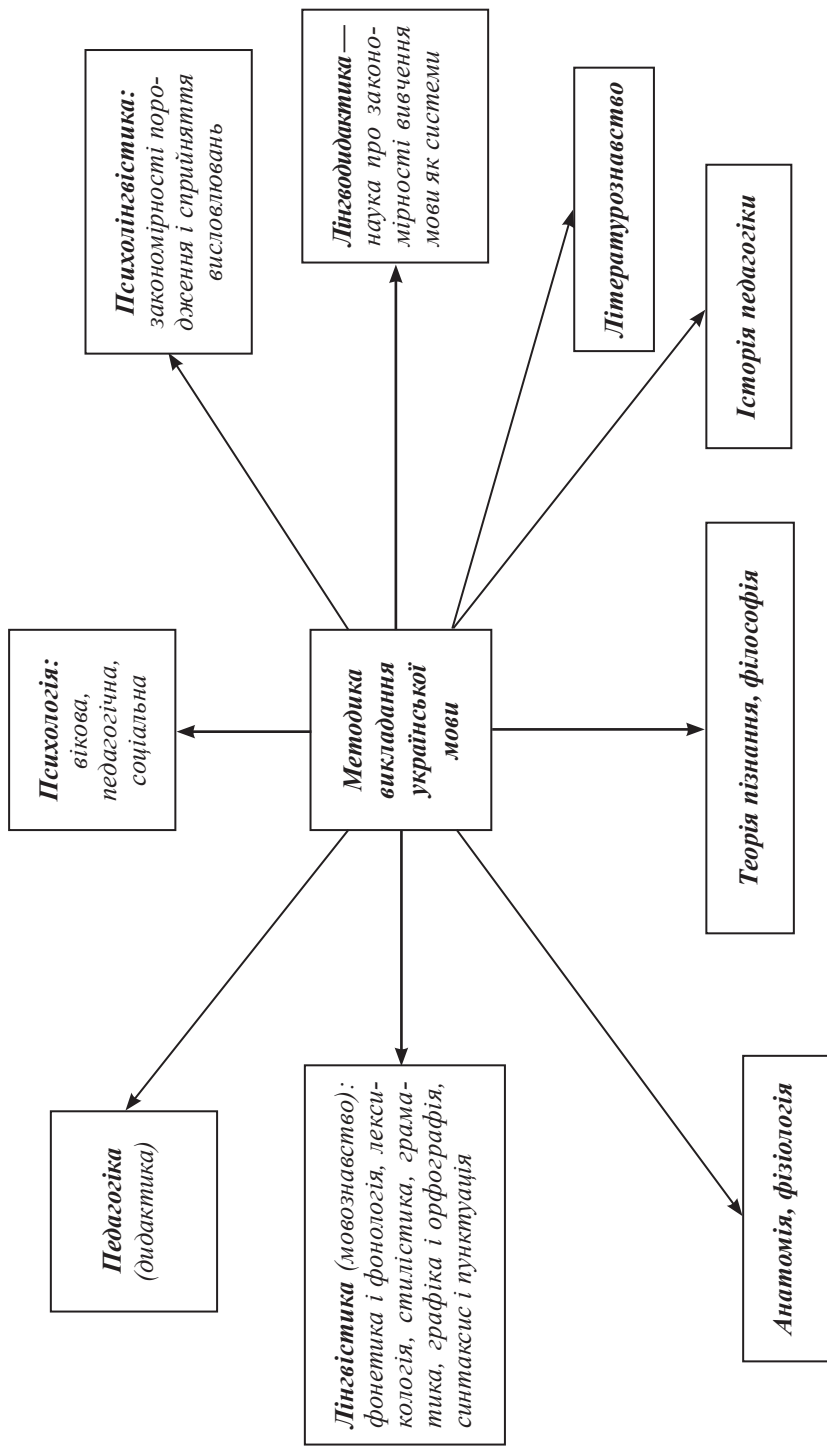 Педагогіка
(дидактика)
Психологія:
вікова,
педагогічна,
соціальна
Психолінгвістика:
закономірності поро-
дження і сприйняття
висловлювань
Лінгвістика (мовознавство):
фонетика і фонологія, лекси-
кологія, стилістика, грама-
тика, графіка і орфографія,
синтаксис і пунктуація
Методика
викладання
української
мови
Лінгводидактика —
наука про законо-
мірності вивчення
мови як системи
Літературознавство
Анатомія, фізіологія
Теорія пізнання, філософія
Історія педагогіки